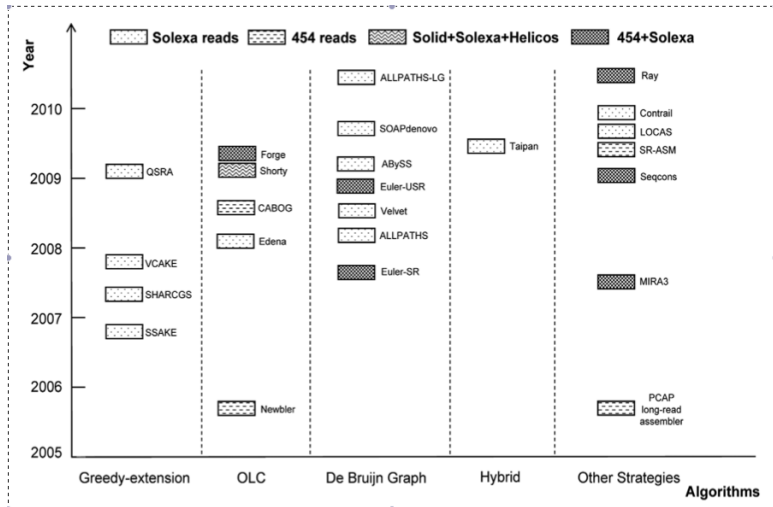 Year
Solexa reads
454 reads
Solid+Solexa+Helicos
454+Solexa
2010
2009
2008
2007
2006
2005
QSRA
VCAKE
SHARCGS
SSAKE
Forge
Shorty
CABOG
Edena
Newbler
ALLPATHS-LG
SOAPdenovo
ABySS
Euler-USR
Velvet
ALLPATHS
Euler-SR
Taipan
Ray
Contrail
LOCAS
SR-ASM
Seqcons
MIRA3
PCAP
long-read
assembler
Greedy-extension
OLC
De Bruijn Graph
Hybrid
Other Strategies
Algorithms